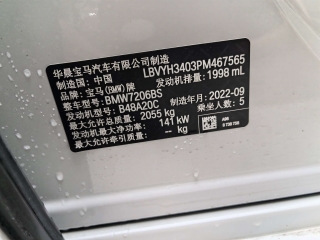 华晨宝马汽车有限公司制造
制造国：中国 LBVYH3403PM467565
品牌：宝马(BMW)牌 发动机排量：1998 mL
整车型号：BMW7206BS
发动机型号：B48A20C 制造年月：2022-09
最大允许总质量：2055 kg 乘坐人数：5
发动机最大净功率：141 kW
最大允许牵引质量：-- kg